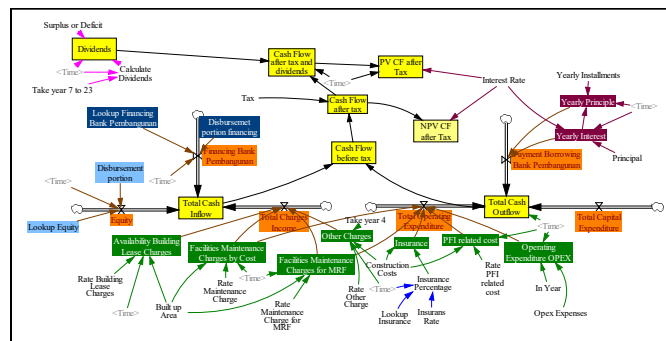 Surplus or Deficit
Dividends
<Time>
Calculate
Dividends
Take year 7 to 23
Cash Flow
after tax and
dividends
PV CF after
Tax
<Time>
Interest Rate
Yearly Installments
Yearly Principle
<Time>
Yearly Interest
Principal
Tax
Cash Flow
after tax
NPV CF
after Tax
Cash Flow
before tax
Lookup Financing
Bank Pembangunan
Disbursemet
portion financing
Financing Bank
Pembangunan
<Time>
Payment Borrowing
Bank Pembangunan
Disbursment
portion
<Time>
Lookup Equity
Equity
Total Cash
Inflow
Total Charges
Income
Take year 4
Total Operating
Expenditure
Total Cash
Outflow
Total Capital
Expenditure
<Time>
Availability Building
Lease Charges
Facilities Maintenance
Charges by Cost
Other Charges
Facilities Maintenance
Charges for MRF
Insurance
PFI related cost
Operating
Expenditure OPEX
Rate Building
Lease Charges
<Time>
Built up
Area
Rate
Maintenance
Charge
<Time>
Rate
Maintenance
Charge for
MRF
Construction
Costs
Rate
Other Charge
<Time>
Insurance
Percentage
Lookup
Insurance
Insurans
Rate
Rate
PFI
related cost
<Time>
In Year
Opex Expenses